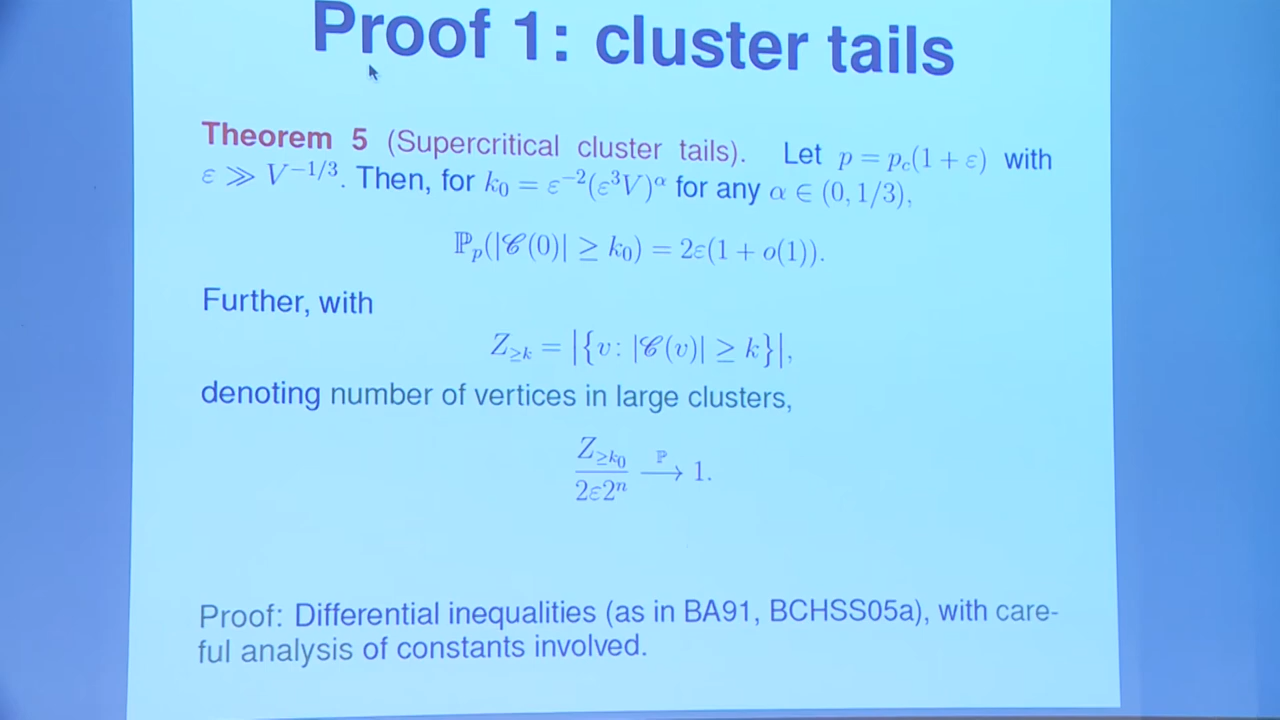 Proof 1: cluster tails
Theorem 5 (Supercritical cluster tails). Let p = p_c(1 + ε) with
ε ≫ V^{−1/3}. Then, for k_0 = ε^{−2}(ε^3V)^α for any α ∈ (0, 1/3),
ℙ_p(|𝒞(0)| ≥ k_0) = 2ε(1 + o(1)).
Further, with
Z_{≥k} = |{v: |𝒞(v)| ≥ k}|,
denoting number of vertices in large clusters,
Z_{≥k_0}
2ε2^n
ℙ
⟶ 1.
Proof: Differential inequalities (as in BA91, BCHSS05a), with care-
ful analysis of constants involved.